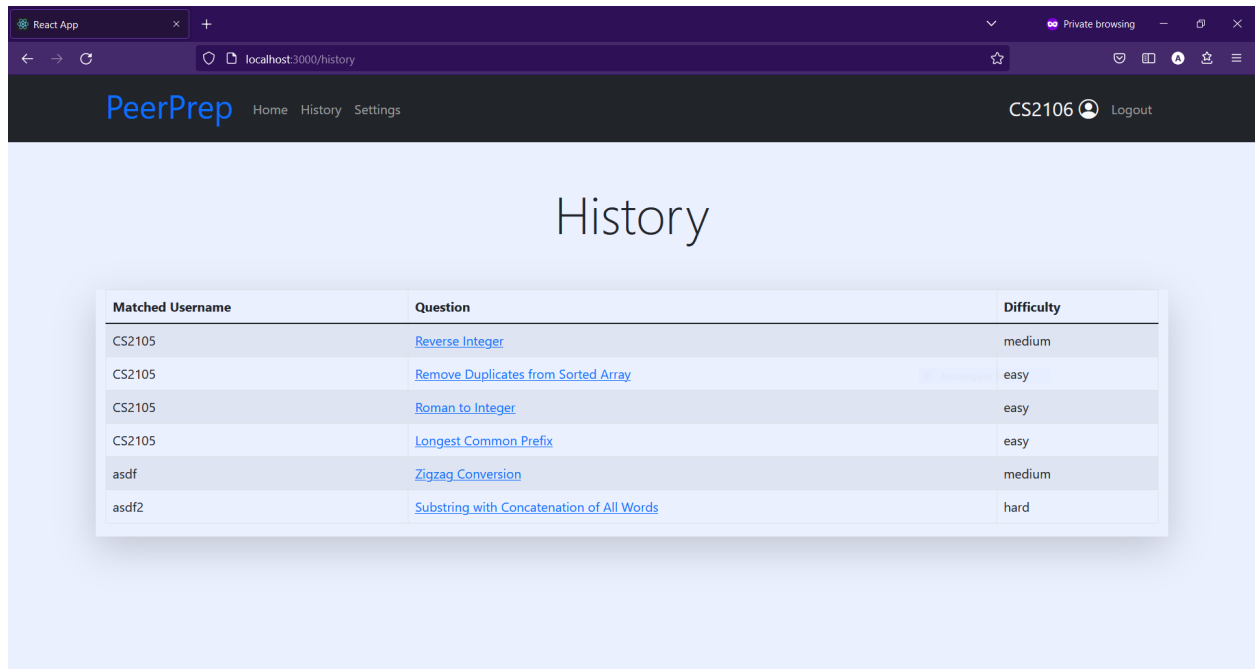 React App
Private browsing
localhost:3000/history
A
PeerPrep Home History Settings CS2106 Logout
History
Matched Username Question Difficulty
CS2105 Reverse Integer medium
CS2105 Remove Duplicates from Sorted Array easy
CS2105 Roman to Integer easy
CS2105 Longest Common Prefix easy
asdf Zigzag Conversion medium
asdf2 Substring with Concatenation of All Words hard